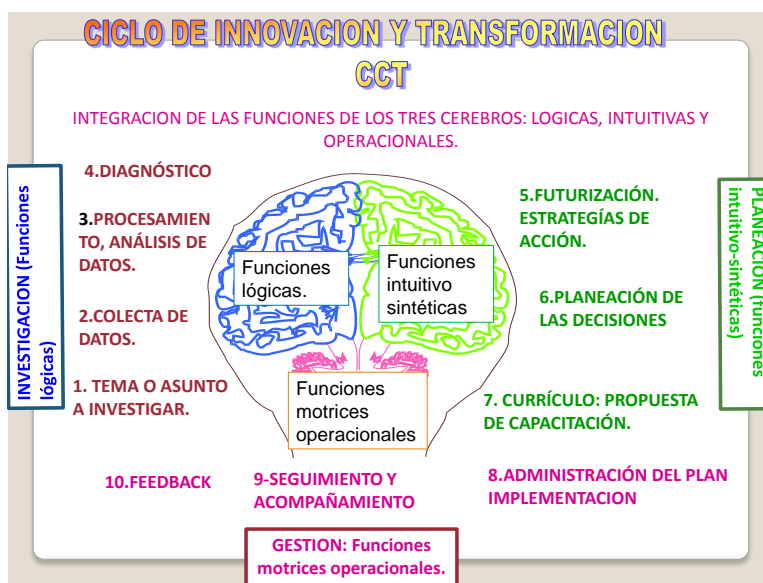 CICLO DE INNOVACION Y TRANSFORMACION
CCT
INTEGRACION DE LAS FUNCIONES DE LOS TRES CEREBROS: LOGICAS, INTUITIVAS Y
OPERACIONALES.
INVESTIGACION (Funciones
lógicas)
4.DIAGNÓSTICO
3.PROCESAMIEN
TO, ANÁLISIS DE
DATOS.
2.COLECTA DE
DATOS.
1. TEMA O ASUNTO
A INVESTIGAR.
Funciones
lógicas.
Funciones
intuitivo
sintéticas
Funciones
motrices
operacionales
5.FUTURIZACIÓN.
ESTRATEGÍAS DE
ACCIÓN.
6.PLANEACIÓN DE
LAS DECISIONES
7. CURRÍCULO: PROPUESTA
DE CAPACITACIÓN.
PLANEACION (funciones
intuitivo-sintéticas)
8.ADMINISTRACIÓN DEL PLAN
IMPLEMENTACION
9-SEGUIMIENTO Y
ACOMPAÑAMIENTO
10.FEEDBACK
GESTION: Funciones
motrices operacionales.